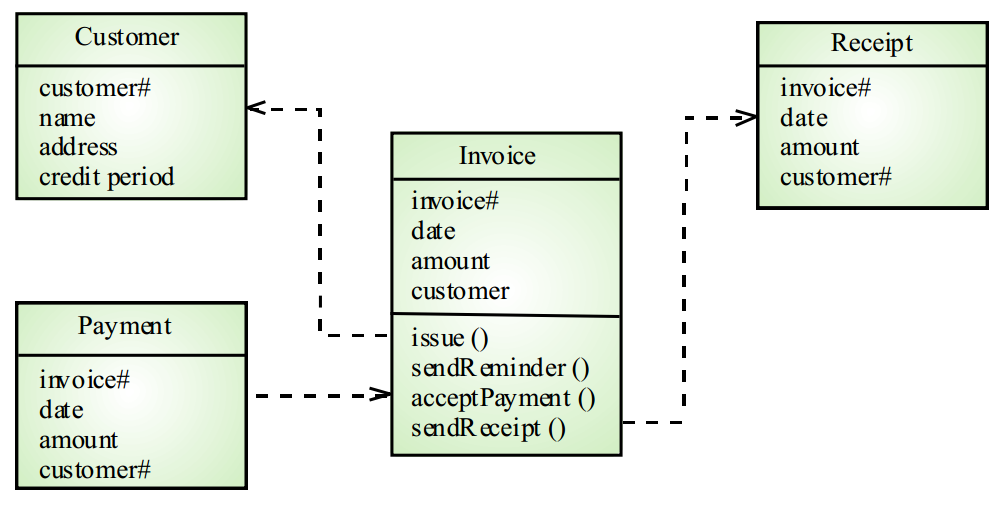 Customer
customer#
name
address
credit period
Payment
invoice#
date
amount
customer#
Invoice
invoice#
date
amount
customer
issue ()
sendReminder ()
acceptPayment ()
sendReceipt ()
Receipt
invoice#
date
amount
customer#